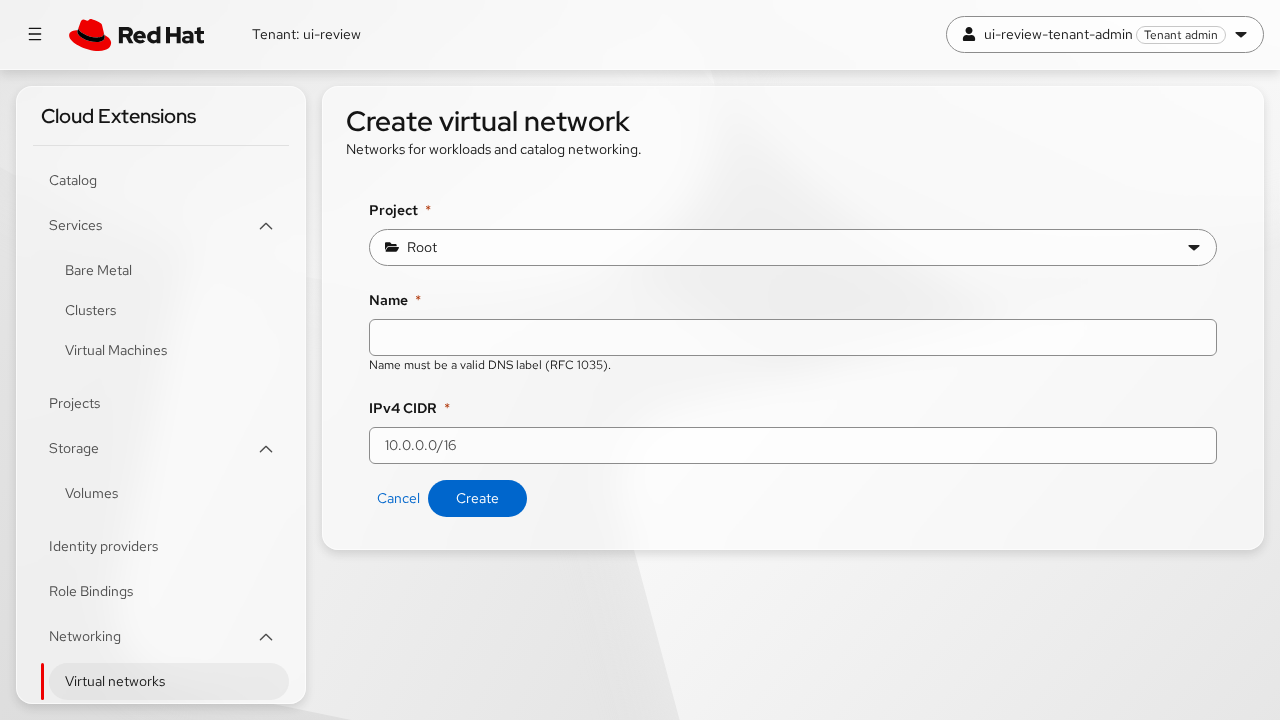 Red Hat
Tenant: ui-review
ui-review-tenant-admin Tenant admin
Cloud Extensions
Catalog
Services
Bare Metal
Clusters
Virtual Machines
Projects
Storage
Volumes
Identity providers
Role Bindings
Networking
Virtual networks
Create virtual network
Networks for workloads and catalog networking.
Project *
Root
Name *
Name must be a valid DNS label (RFC 1035).
IPv4 CIDR *
10.0.0.0/16
Cancel Create